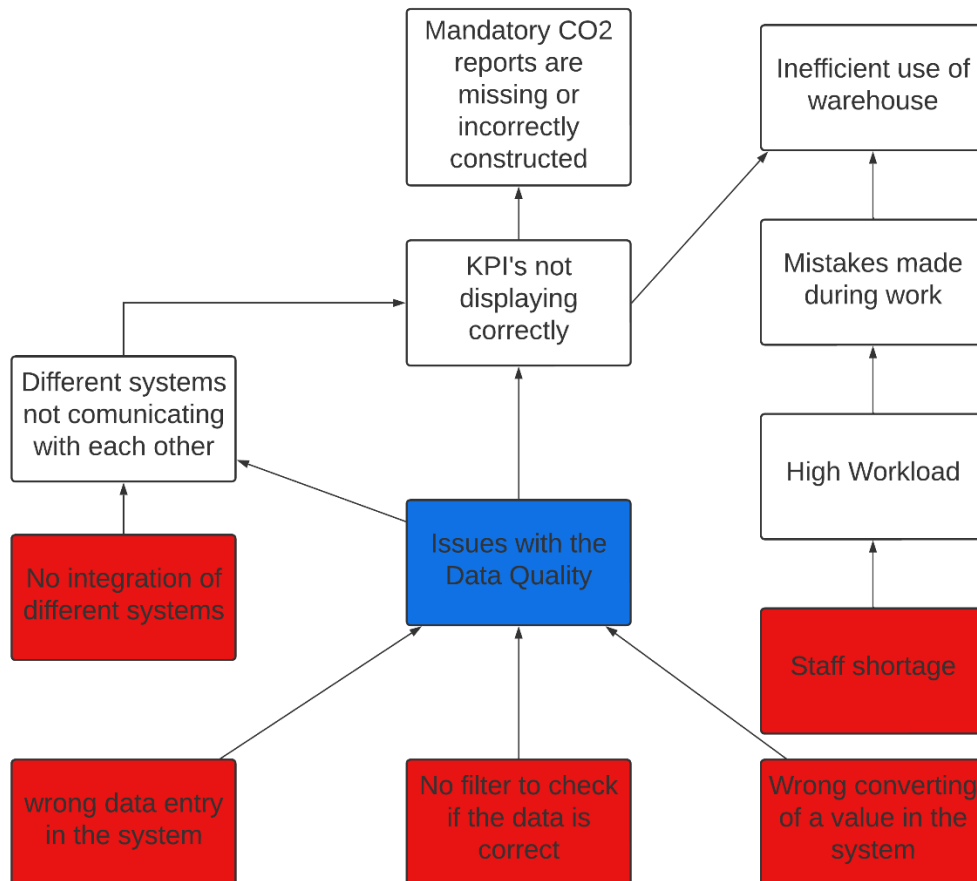 Mandatory CO2
reports are
missing or
incorrectly
constructed
Inefficient use of
warehouse
KPI's not
displaying
correctly
Mistakes made
during work
Different systems
not comunicating
with each other
High Workload
Issues with the
Data Quality
No integration of
different systems
Staff shortage
wrong data entry
in the system
No filter to check
if the data is
correct
Wrong converting
of a value in the
system